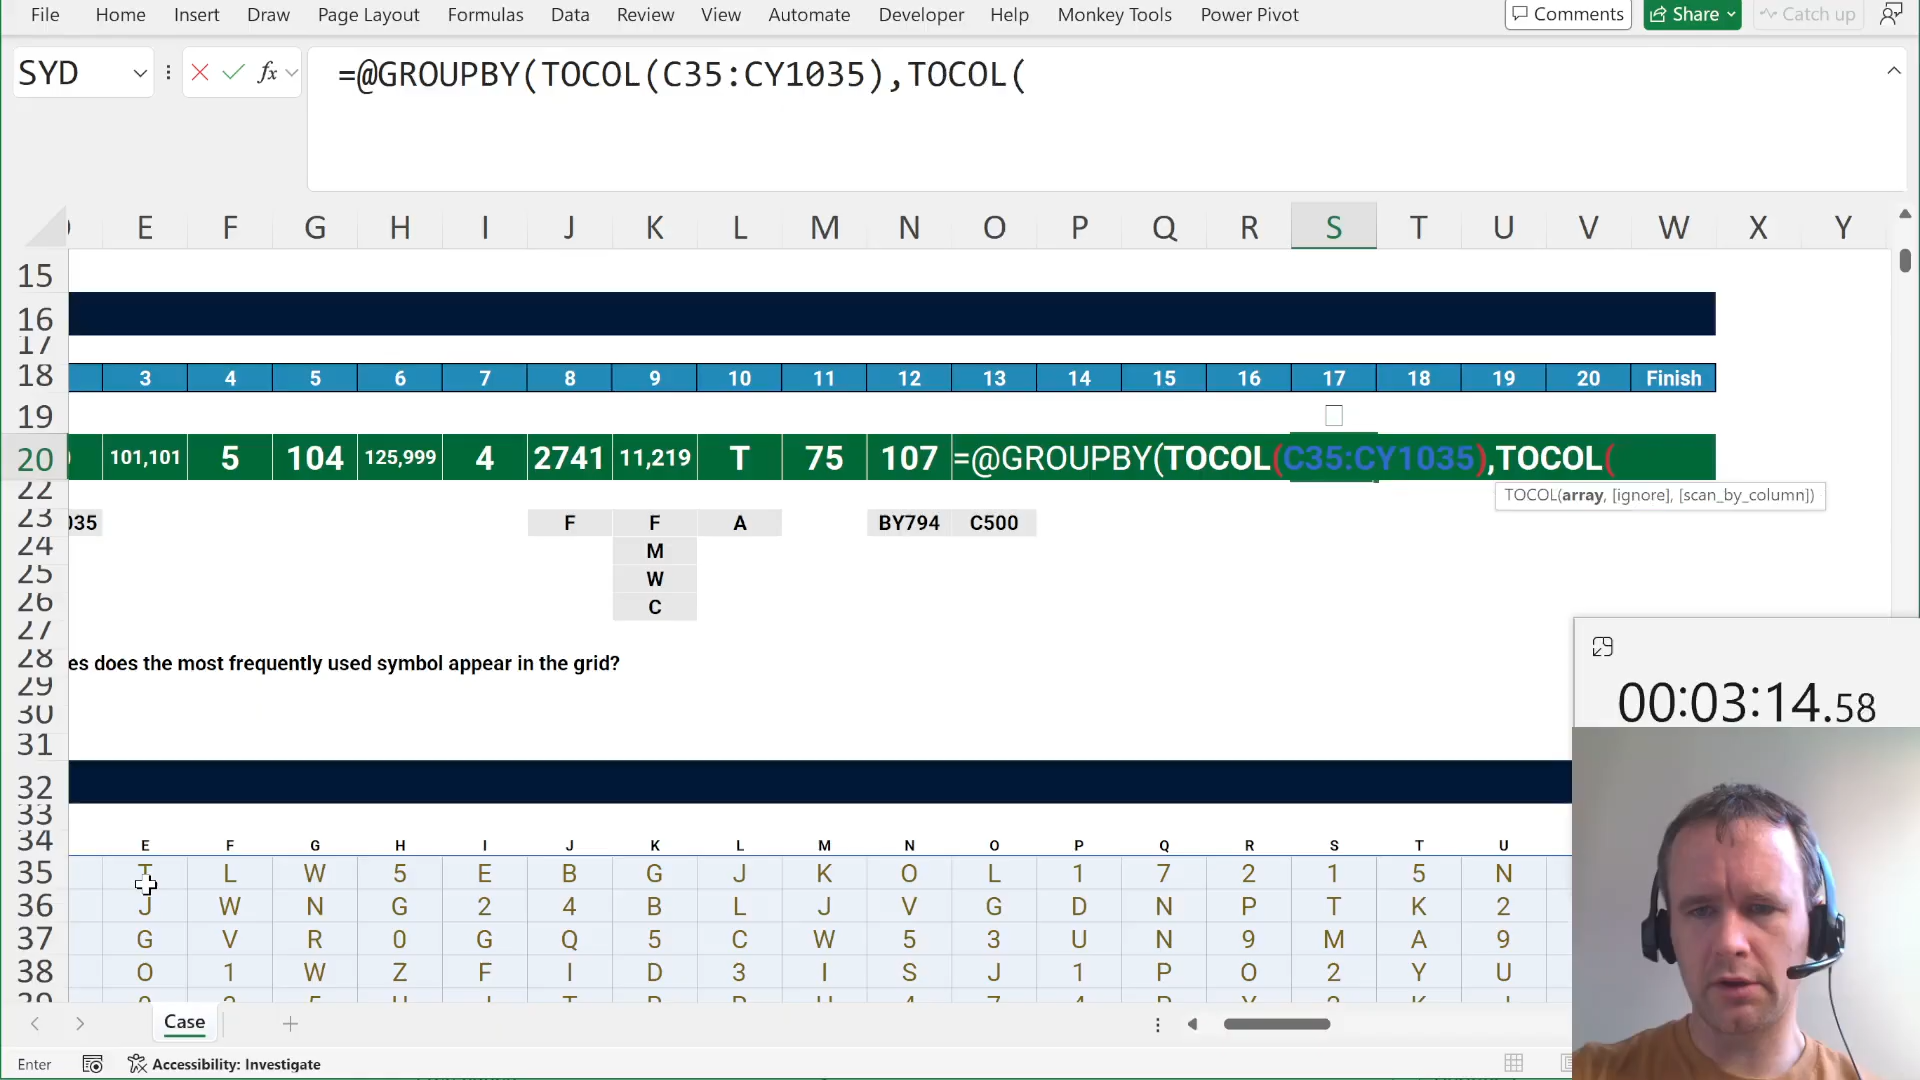 File Home Insert Draw Page Layout Formulas Data Review View Automate Developer Help Monkey Tools Power Pivot Comments Share Catch up
SYD fx =@GROUPBY(TOCOL(C35:CY1035),TOCOL(
E F G H I J K L M N O P Q R S T U V W X Y
15
16
17
18 3 4 5 6 7 8 9 10 11 12 13 14 15 16 17 18 19 20 Finish
19
20 101,101 5 104 125,999 4 2741 11,219 T 75 107 =@GROUPBY(TOCOL(C35:CY1035),TOCOL(
22 TOCOL(array, [ignore], [scan_by_column])
23 035 F F A BY794 C500
24 M
25 W
26 C
27
28 es does the most frequently used symbol appear in the grid?
29
30
31
00:03:14.58
32
33
34 E F G H I J K L M N O P Q R S T U
35 T L W 5 E B G J K O L 1 7 2 1 5 N
36 J W N G 2 4 B L J V G D N P T K 2
37 G V R 0 G Q 5 C W 5 3 U N 9 M A 9
38 O 1 W Z F I D 3 I S J 1 P O 2 Y U
39
Case
Enter Accessibility: Investigate